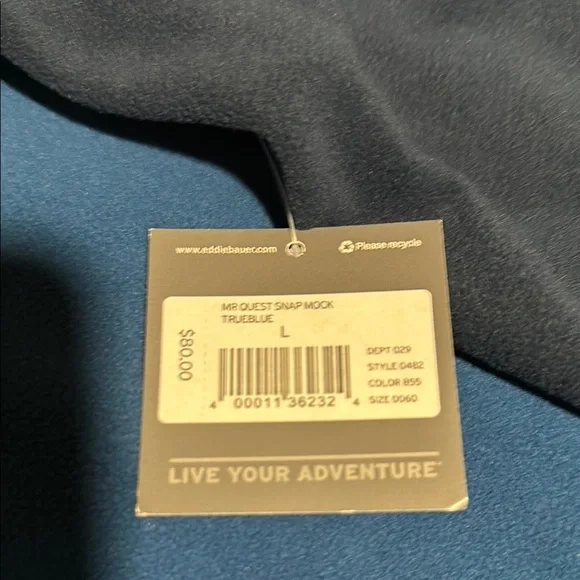 www.eddiebauer.com
Please recycle
MR QUEST SNAP MOCK
TRUEBLUE
L
$80.00
DEPT:029
STYLE:0482
COLOR:855
SIZE:0060
4 00011 36232 4
LIVE YOUR ADVENTURE